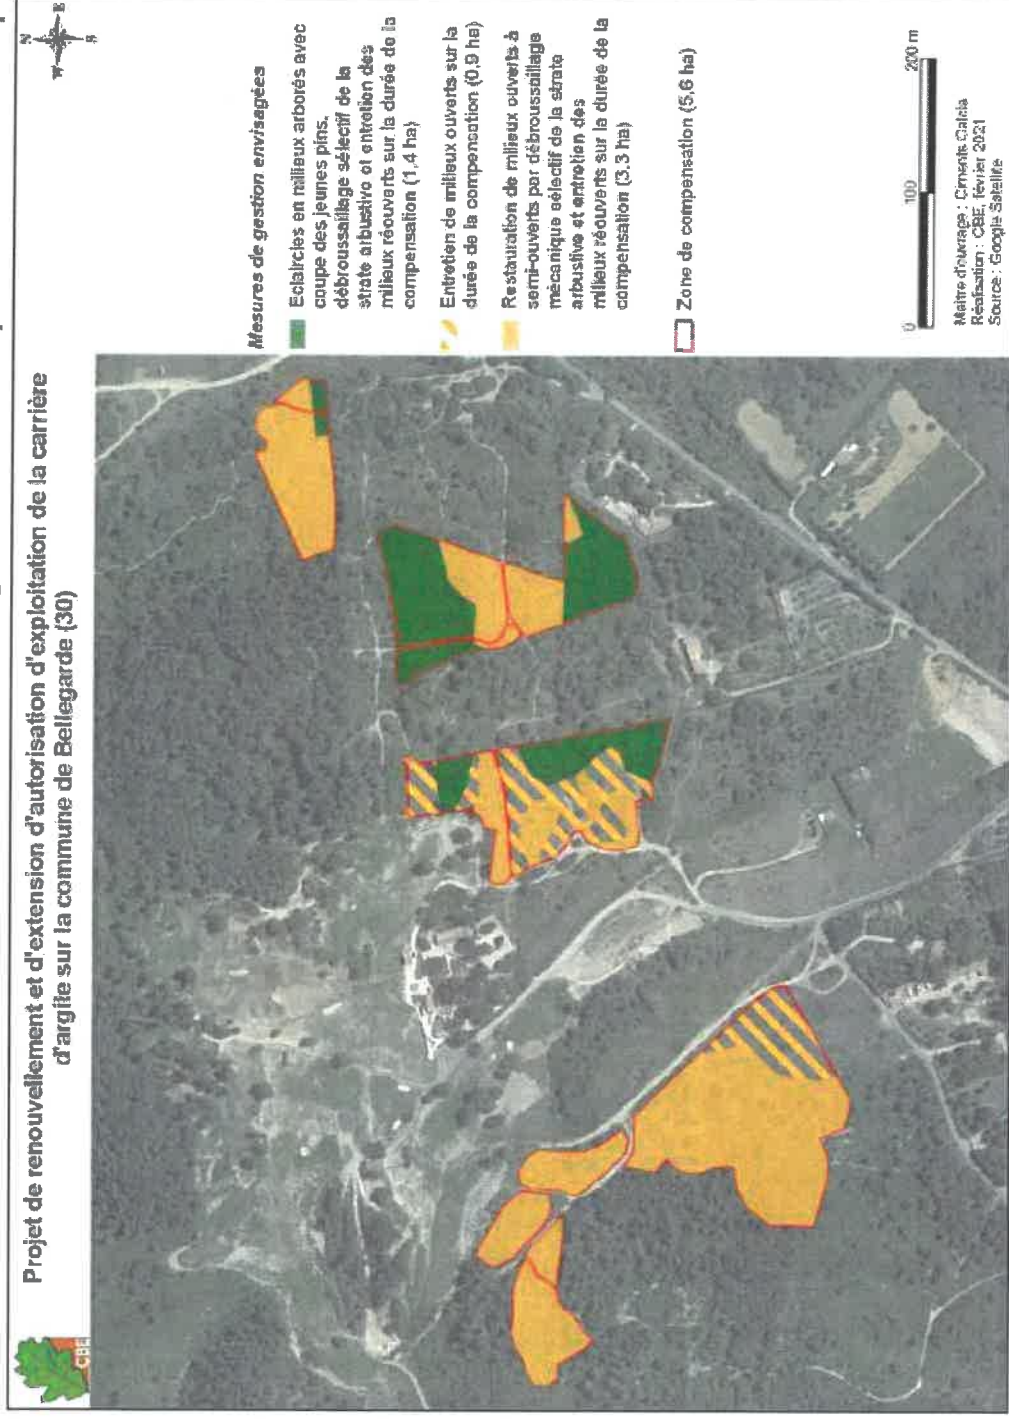 Projet de renouvellement et d'extension d'autorisation d'exploitation de la carrière
d'argile sur la commune de Bellegarde (30)
CBE
N
W E
S
Mesures de gestion envisagées
Eclaircies en milieux arborés avec
coupe des jeunes pins,
débroussaillage sélectif de la
strate arbustive et entretien des
milieux réouverts sur la durée de la
compensation (1,4 ha)
Entretien de milieux ouverts sur la
durée de la compensation (0,9 ha)
Restauration de milieux ouverts à
semi-ouverts par débroussaillage
mécanique sélectif de la strate
arbustive et entretien des
milieux réouverts sur la durée de la
compensation (3,3 ha)
Zone de compensation (5,6 ha)
0 100 200 m
Maître d'ouvrage : Ciments Calcia
Réalisation : CBE, février 2021
Source : Google Satellite